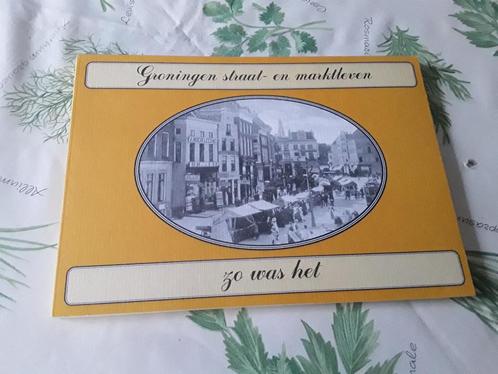 Groningen straat- en marktleven
zo was het